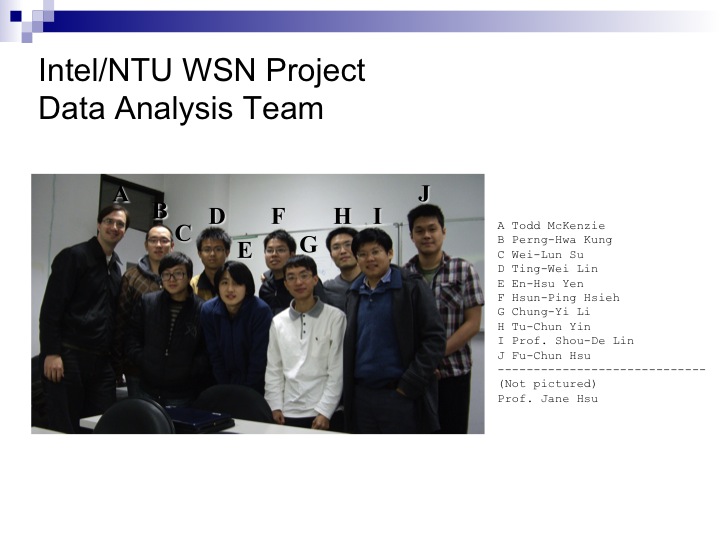 Intel/NTU WSN Project
Data Analysis Team
A
B
C
D
E
F
G
H
I
J
A Todd McKenzie
B Perng-Hwa Kung
C Wei-Lun Su
D Ting-Wei Lin
E En-Hsu Yen
F Hsun-Ping Hsieh
G Chung-Yi Li
H Tu-Chun Yin
I Prof. Shou-De Lin
J Fu-Chun Hsu
-----------------------------
(Not pictured)
Prof. Jane Hsu